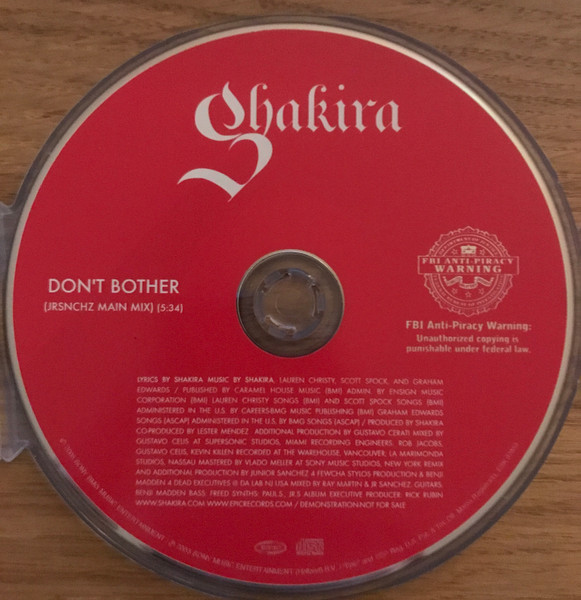 Shakira
DON'T BOTHER
(JRSNCHZ MAIN MIX) (5:34)
FBI ANTI-PIRACY
WARNING
FBI Anti-Piracy Warning:
Unauthorized copying is
punishable under federal law.
LYRICS BY SHAKIRA MUSIC BY SHAKIRA, LAUREN CHRISTY, SCOTT SPOCK, AND GRAHAM
EDWARDS / PUBLISHED BY CARAMEL HOUSE MUSIC (BMI) ADMIN. BY ENSIGN MUSIC
CORPORATION (BMI) LAUREN CHRISTY SONGS (BMI) AND SCOTT SPOCK SONGS (BMI)
ADMINISTERED IN THE U.S. BY CAREERS-BMG MUSIC PUBLISHING (BMI) GRAHAM EDWARDS
SONGS (ASCAP) ADMINISTERED IN THE U.S. BY BMG SONGS (ASCAP) / PRODUCED BY SHAKIRA
CO-PRODUCED BY LESTER MENDEZ ADDITIONAL PRODUCTION BY GUSTAVO CERATI MIXED BY
GUSTAVO CELIS AT SUPERSONIC STUDIOS, MIAMI RECORDING ENGINEERS: ROB JACOBS,
GUSTAVO CELIS, KEVIN KILLEN RECORDED AT THE WAREHOUSE, VANCOUVER; LA MARIMONDA
STUDIOS, NASSAU MASTERED BY VLADO MELLER AT SONY MUSIC STUDIOS, NEW YORK REMIX
AND ADDITIONAL PRODUCTION BY JUNIOR SANCHEZ 4 FEWCHA STYLOS PRODUCTION & BENJI
MADDEN 4 DEAD EXECUTIVES @ DA LAB NJ USA MIXED BY RAY MARTIN & JR SANCHEZ, GUITARS:
BENJI MADDEN BASS: FREED SYNTHS: PAUL S., JR S ALBUM EXECUTIVE PRODUCER: RICK RUBIN
WWW.SHAKIRA.COM WWW.EPICRECORDS.COM / DEMONSTRATION-NOT FOR SALE
MUSIC ENTERTAINMENT (Holland) B.V. / "Epic" and